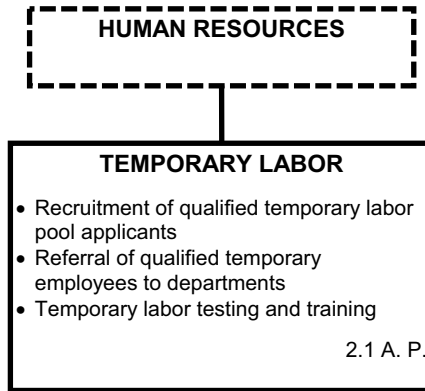 HUMAN RESOURCES
TEMPORARY LABOR
• Recruitment of qualified temporary labor
pool applicants
• Referral of qualified temporary
employees to departments
• Temporary labor testing and training
2.1 A. P.